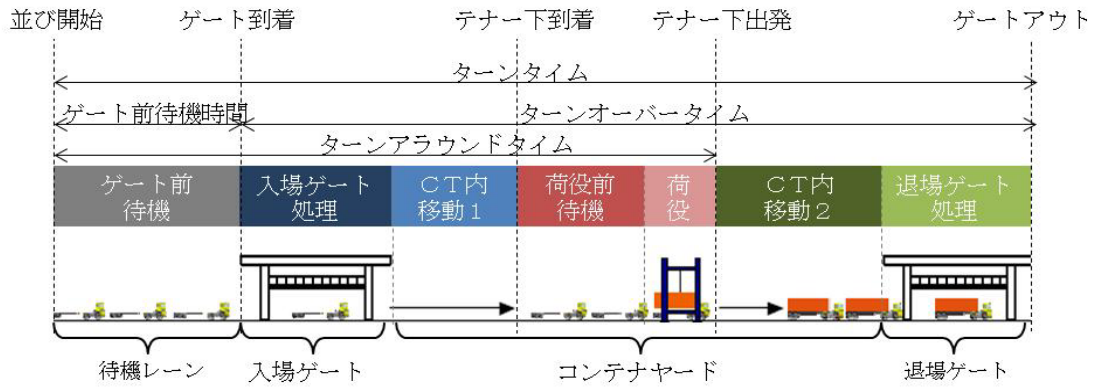 並び開始
ゲート到着
テナー下到着
テナー下出発
ゲートアウト
ターンタイム
ゲート前待機時間
ターンオーバータイム
ターンアラウンドタイム
ゲート前
待機
入場ゲート
処理
ＣＴ内
移動１
荷役前
待機
荷
役
ＣＴ内
移動２
退場ゲート
処理
待機レーン
入場ゲート
コンテナヤード
退場ゲート